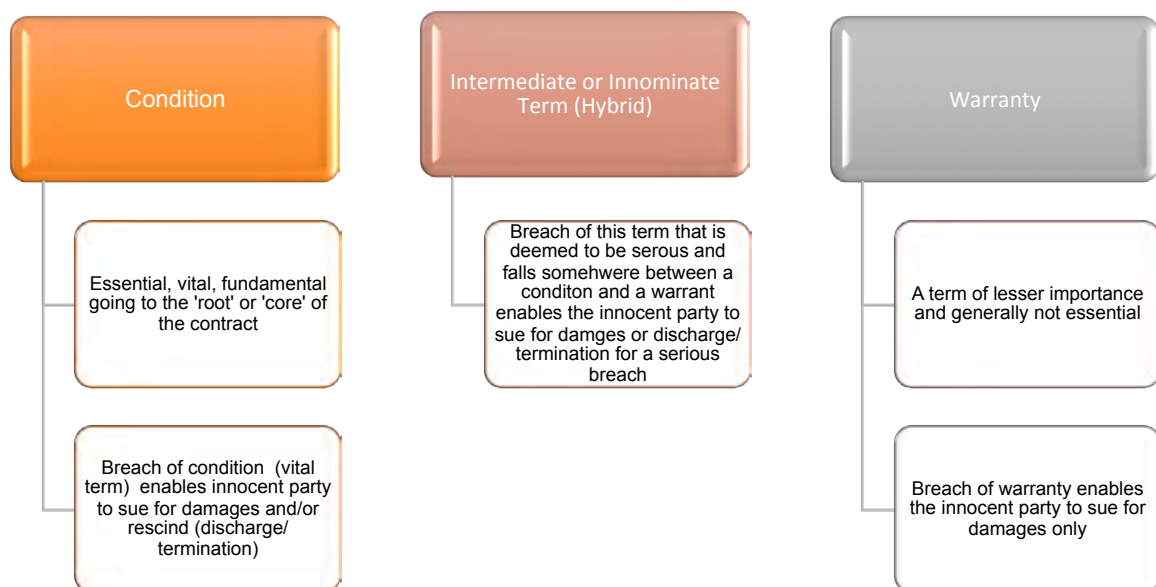 Condition
Essential, vital, fundamental
going to the 'root' or 'core' of
the contract
Breach of condition (vital
term) enables innocent party
to sue for damages and/or
rescind (discharge/
termination)
Intermediate or Innominate
Term (Hybrid)
Breach of this term that is
deemed to be serous and
falls somehwere between a
conditon and a warrant
enables the innocent party to
sue for damges or discharge/
termination for a serious
breach
Warranty
A term of lesser importance
and generally not essential
Breach of warranty enables
the innocent party to sue for
damages only